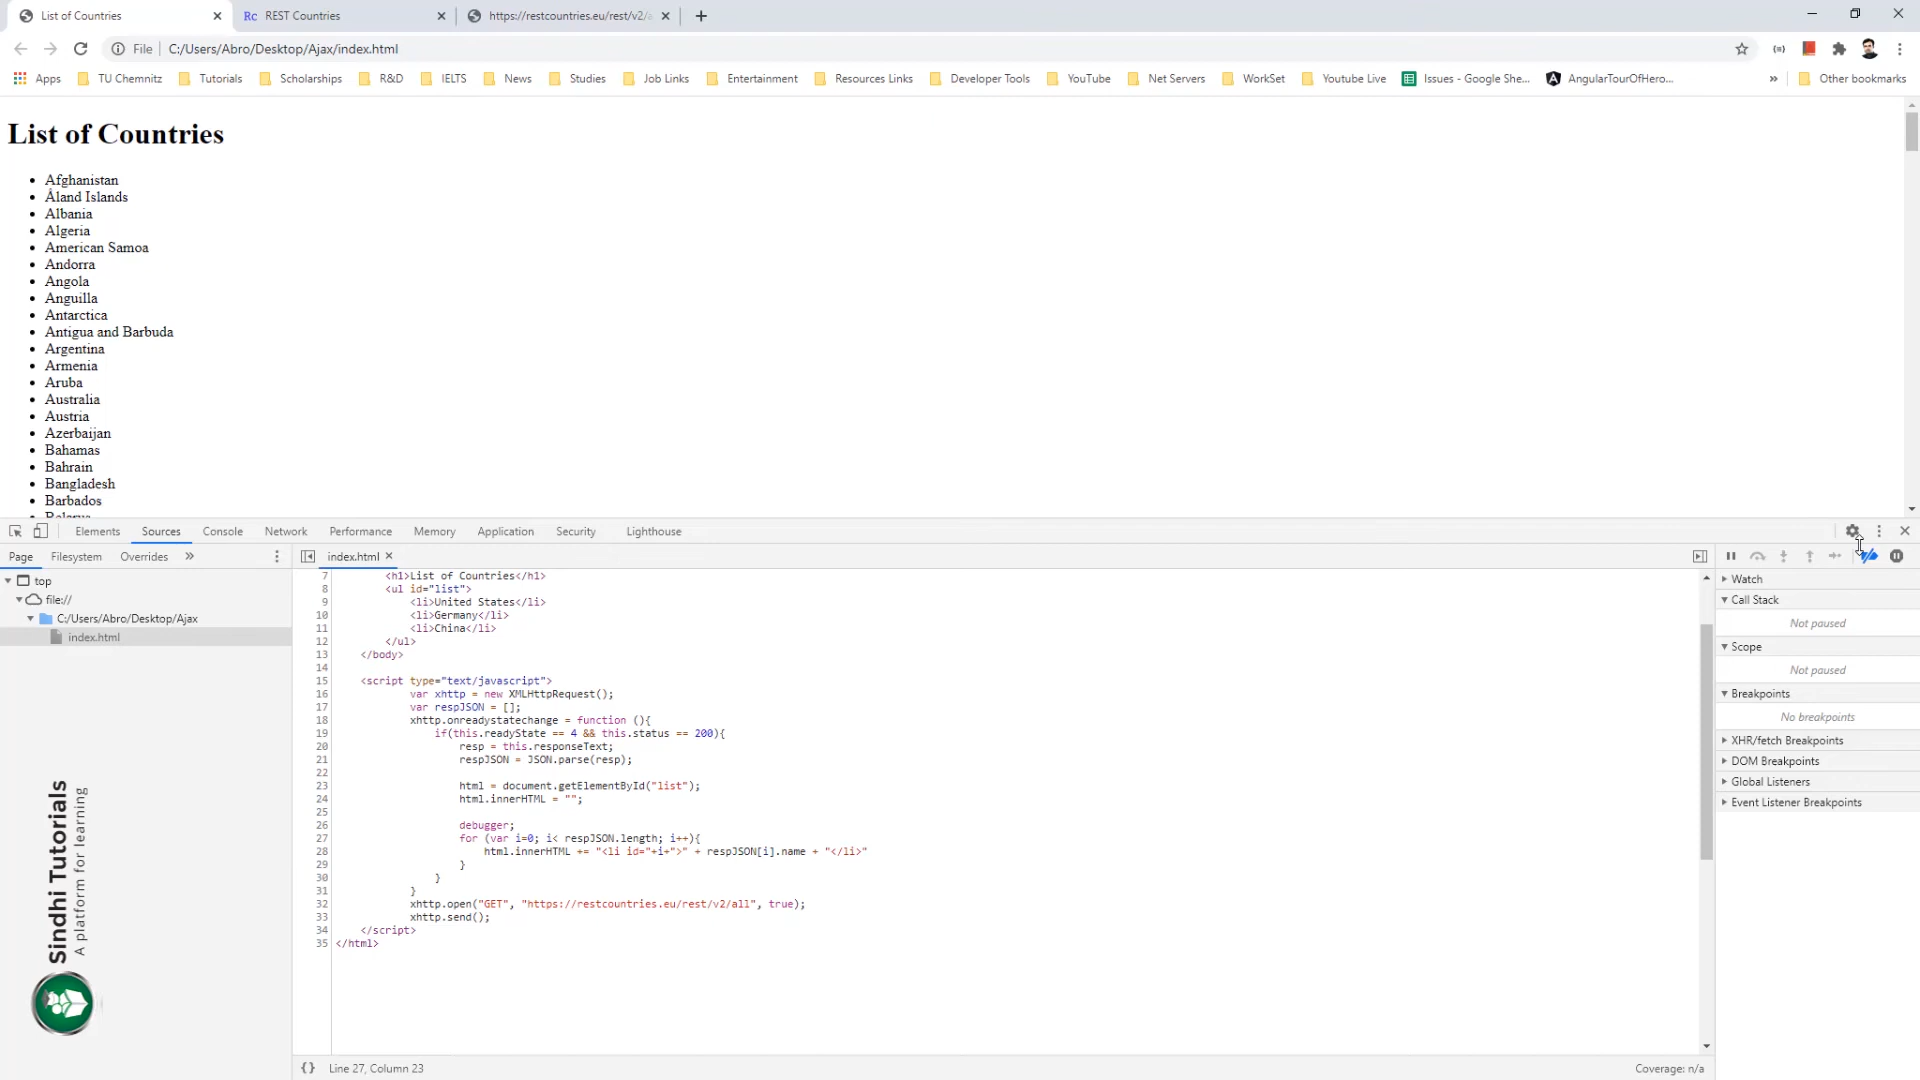 List of Countries
REST Countries
https://restcountries.eu/rest/v2/a
File
C:/Users/Abro/Desktop/Ajax/index.html
Apps TU Chemnitz Tutorials Scholarships R&D IELTS News Studies Job Links Entertainment Resources Links Developer Tools YouTube Net Servers WorkSet Youtube Live Issues - Google She... AngularTourOfHero... » Other bookmarks
List of Countries
• Afghanistan
• Åland Islands
• Albania
• Algeria
• American Samoa
• Andorra
• Angola
• Anguilla
• Antarctica
• Antigua and Barbuda
• Argentina
• Armenia
• Aruba
• Australia
• Austria
• Azerbaijan
• Bahamas
• Bahrain
• Bangladesh
• Barbados
• Belarus
Elements Sources Console Network Performance Memory Application Security Lighthouse
Page Filesystem Overrides »
index.html
top
file://
C:/Users/Abro/Desktop/Ajax
index.html
7 <h1>List of Countries</h1>
8 <ul id="list">
9 <li>United States</li>
10 <li>Germany</li>
11 <li>China</li>
12 </ul>
13 </body>
14
15 <script type="text/javascript">
16 var xhttp = new XMLHttpRequest();
17 var respJSON = [];
18 xhttp.onreadystatechange = function (){
19 if(this.readyState == 4 && this.status == 200){
20 resp = this.responseText;
21 respJSON = JSON.parse(resp);
22
23 html = document.getElementById("list");
24 html.innerHTML = "";
25
26 debugger;
27 for (var i=0; i< respJSON.length; i++){
28 html.innerHTML += "<li id="+i+">" + respJSON[i].name + "</li>"
29 }
30 }
31 }
32 xhttp.open("GET", "https://restcountries.eu/rest/v2/all", true);
33 xhttp.send();
34 </script>
35 </html>
{} Line 27, Column 23
Coverage: n/a
Watch
Call Stack
Not paused
Scope
Not paused
Breakpoints
No breakpoints
XHR/fetch Breakpoints
DOM Breakpoints
Global Listeners
Event Listener Breakpoints
Sindhi Tutorials
A platform for learning